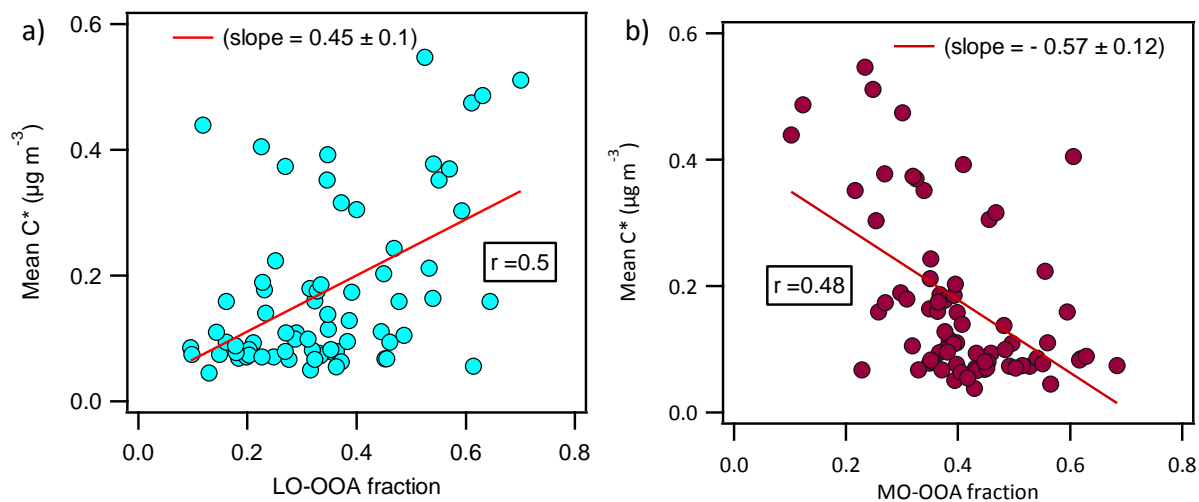 a)
(slope = 0.45 ± 0.1)
0.6
0.4
0.2
0.0
Mean C* (µg m⁻³)
r =0.5
0.0 0.2 0.4 0.6 0.8
LO-OOA fraction
b)
(slope = - 0.57 ± 0.12)
0.6
0.4
0.2
0.0
Mean C* (µg m⁻³)
r =0.48
0.0 0.2 0.4 0.6 0.8
MO-OOA fraction